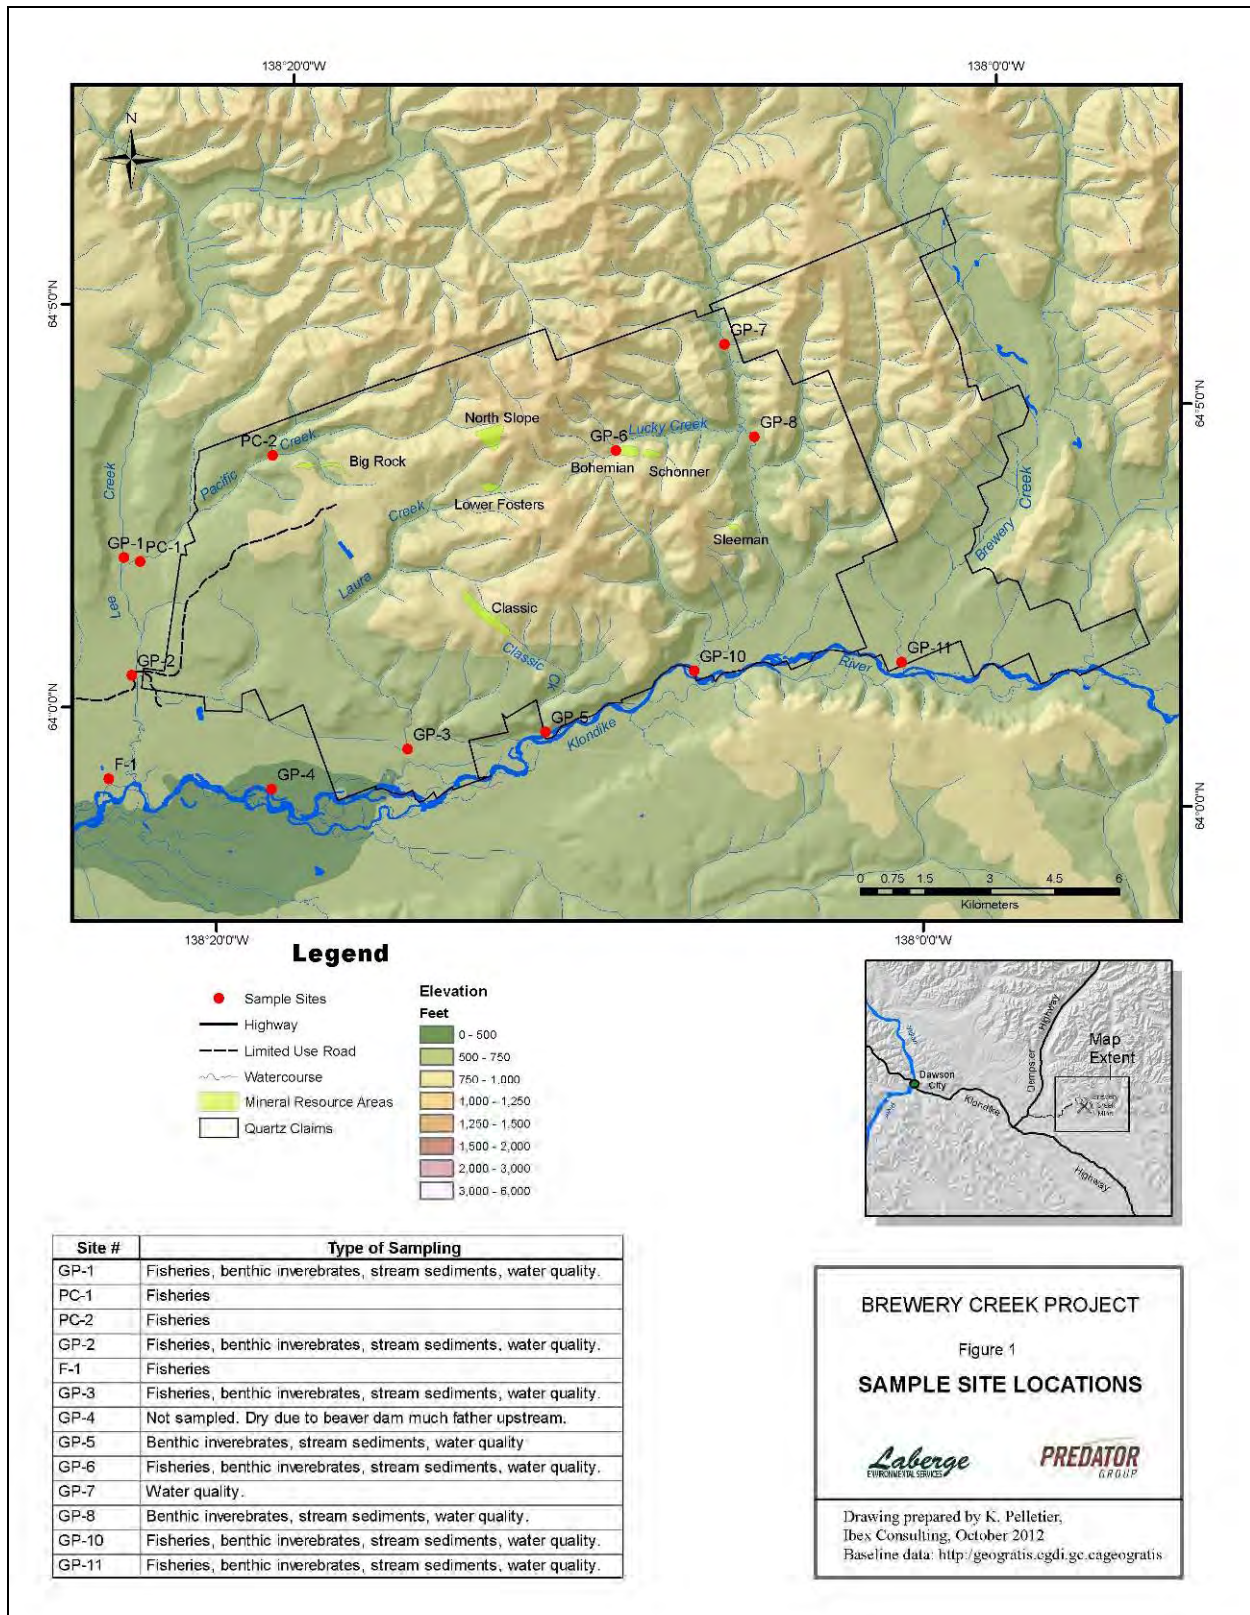 138°20'0"W
138°0'0"W
N
64°5'0"N
64°5'0"N
GP-7
North Slope
Lucky Creek
GP-6
GP-8
PC-2
Creek
Big Rock
Bohemian
Schonner
Pacific
Creek
Lower Fosters
Creek
Creek
Sleeman
Brewery
GP-1
PC-1
Laura
Lee
Classic
Classic
Ck
GP-2
GP-10
GP-11
River
64°0'0"N
GP-5
Klondike
GP-3
F-1
GP-4
64°0'0"N
0 0.75 1.5 3 4.5 6
Kilometers
138°20'0"W
138°0'0"W
Legend
Sample Sites
Highway
Limited Use Road
Watercourse
Mineral Resource Areas
Quartz Claims
Elevation
Feet
0 - 500
500 - 750
750 - 1,000
1,000 - 1,250
1,250 - 1,500
1,500 - 2,000
2,000 - 3,000
3,000 - 6,000
River
Dawson
City
River
Klondike
Dempster
Highway
Map
Extent
Creek
Highway
Site # Type of Sampling
GP-1 Fisheries, benthic inverebrates, stream sediments, water quality.
PC-1 Fisheries
PC-2 Fisheries
GP-2 Fisheries, benthic inverebrates, stream sediments, water quality.
F-1 Fisheries
GP-3 Fisheries, benthic inverebrates, stream sediments, water quality.
GP-4 Not sampled. Dry due to beaver dam much father upstream.
GP-5 Benthic inverebrates, stream sediments, water quality
GP-6 Fisheries, benthic inverebrates, stream sediments, water quality.
GP-7 Water quality.
GP-8 Benthic inverebrates, stream sediments, water quality.
GP-10 Fisheries, benthic inverebrates, stream sediments, water quality.
GP-11 Fisheries, benthic inverebrates, stream sediments, water quality.
BREWERY CREEK PROJECT
Figure 1
SAMPLE SITE LOCATIONS
Laberge
ENVIRONMENTAL SERVICES
PREDATOR
GROUP
Drawing prepared by K. Pelletier,
Ibex Consulting, October 2012
Baseline data: http:/geogratis.cgdi.gc.cageogratis